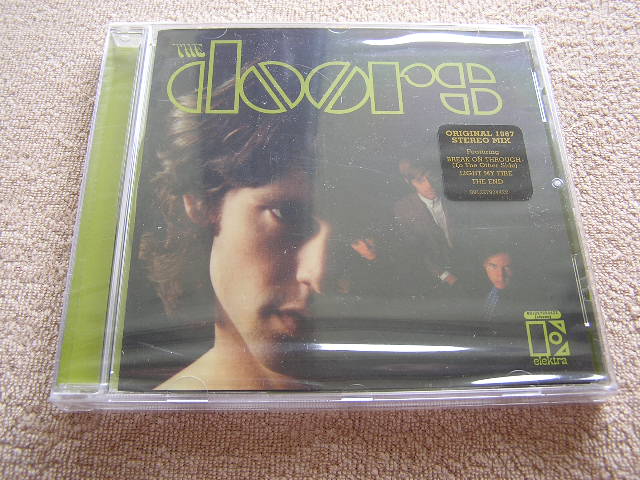 THE
doors
ORIGINAL 1967
STEREO MIX
Featuring
BREAK ON THROUGH
(To The Other Side)
LIGHT MY FIRE
THE END
elektra